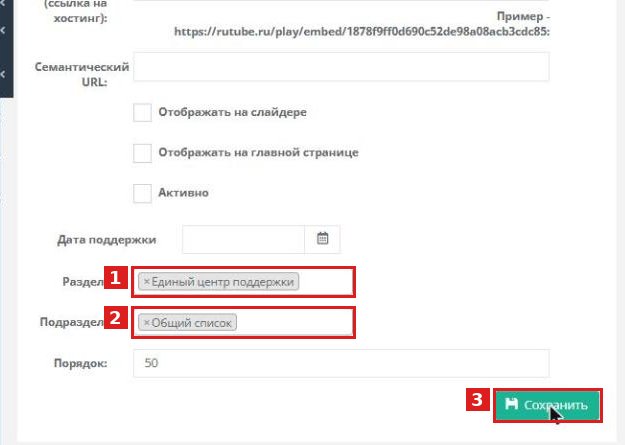 (ссылка на
хостинг):
Пример -
https://rutube.ru/play/embed/1878f9ff0d690c52de98a08acb3cdc85:
Семантический
URL:
Отображать на слайдере
Отображать на главной странице
Активно
Дата поддержки
Раздел 1 ×Единый центр поддержки
Подраздел 2 ×Общий список
Порядок: 50
3 Сохранить